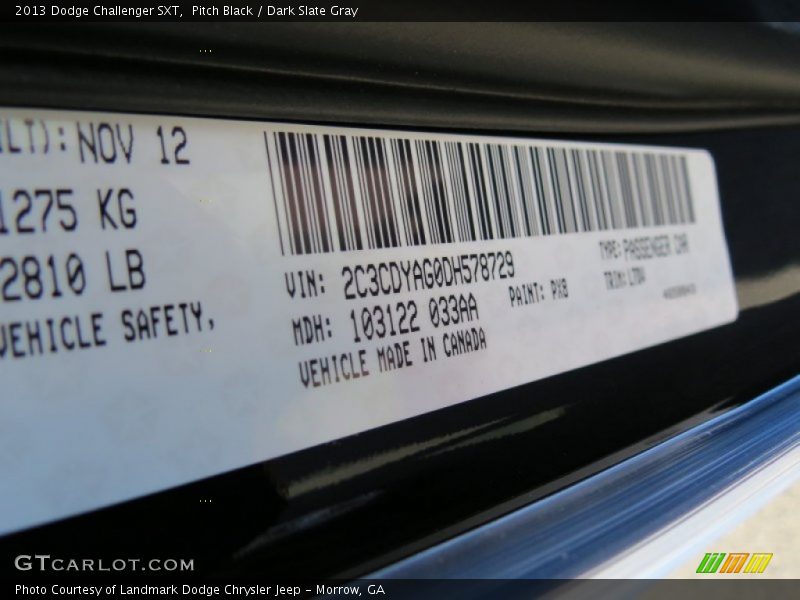 2013 Dodge Challenger SXT, Pitch Black / Dark Slate Gray
ILT): NOV 12
1275 KG
2810 LB
VEHICLE SAFETY,
VIN: 2C3CDYAG0DH578729
TYPE: PASSENGER CAR
MDH: 103122 033AA
PAINT: PX8
TRIM:
VEHICLE MADE IN CANADA
GTCARLOT.COM
Photo Courtesy of Landmark Dodge Chrysler Jeep - Morrow, GA